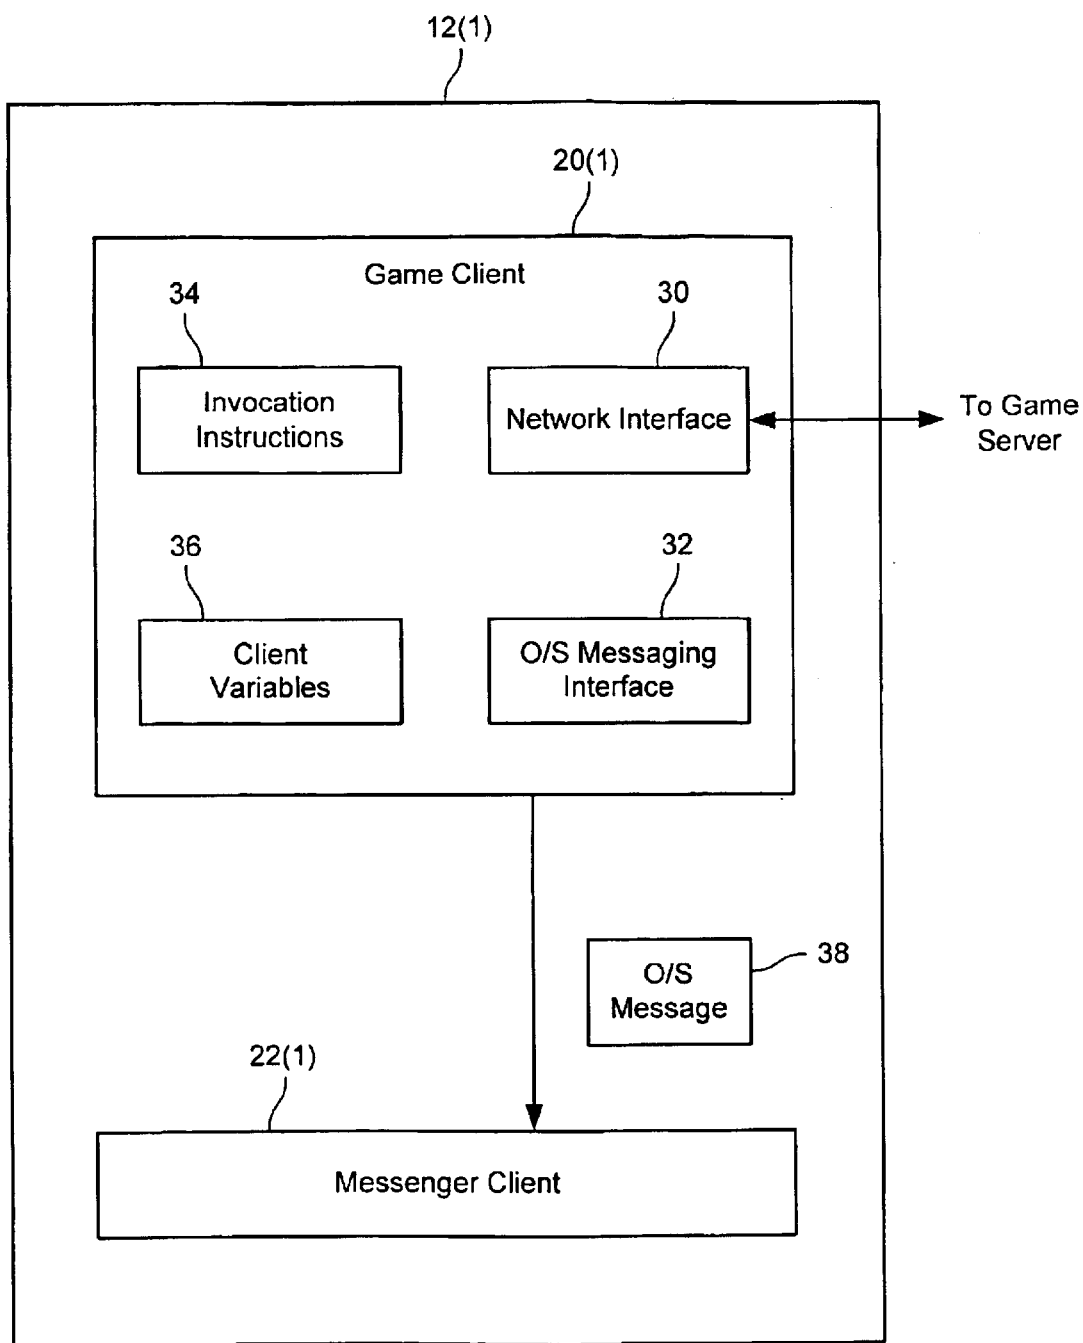 12(1)
20(1)
Game Client
34
30
Invocation
Instructions
Network Interface
To Game
Server
36
32
Client
Variables
O/S Messaging
Interface
38
O/S
Message
22(1)
Messenger Client